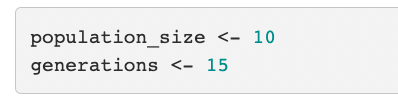 population_size <- 10
generations <- 15